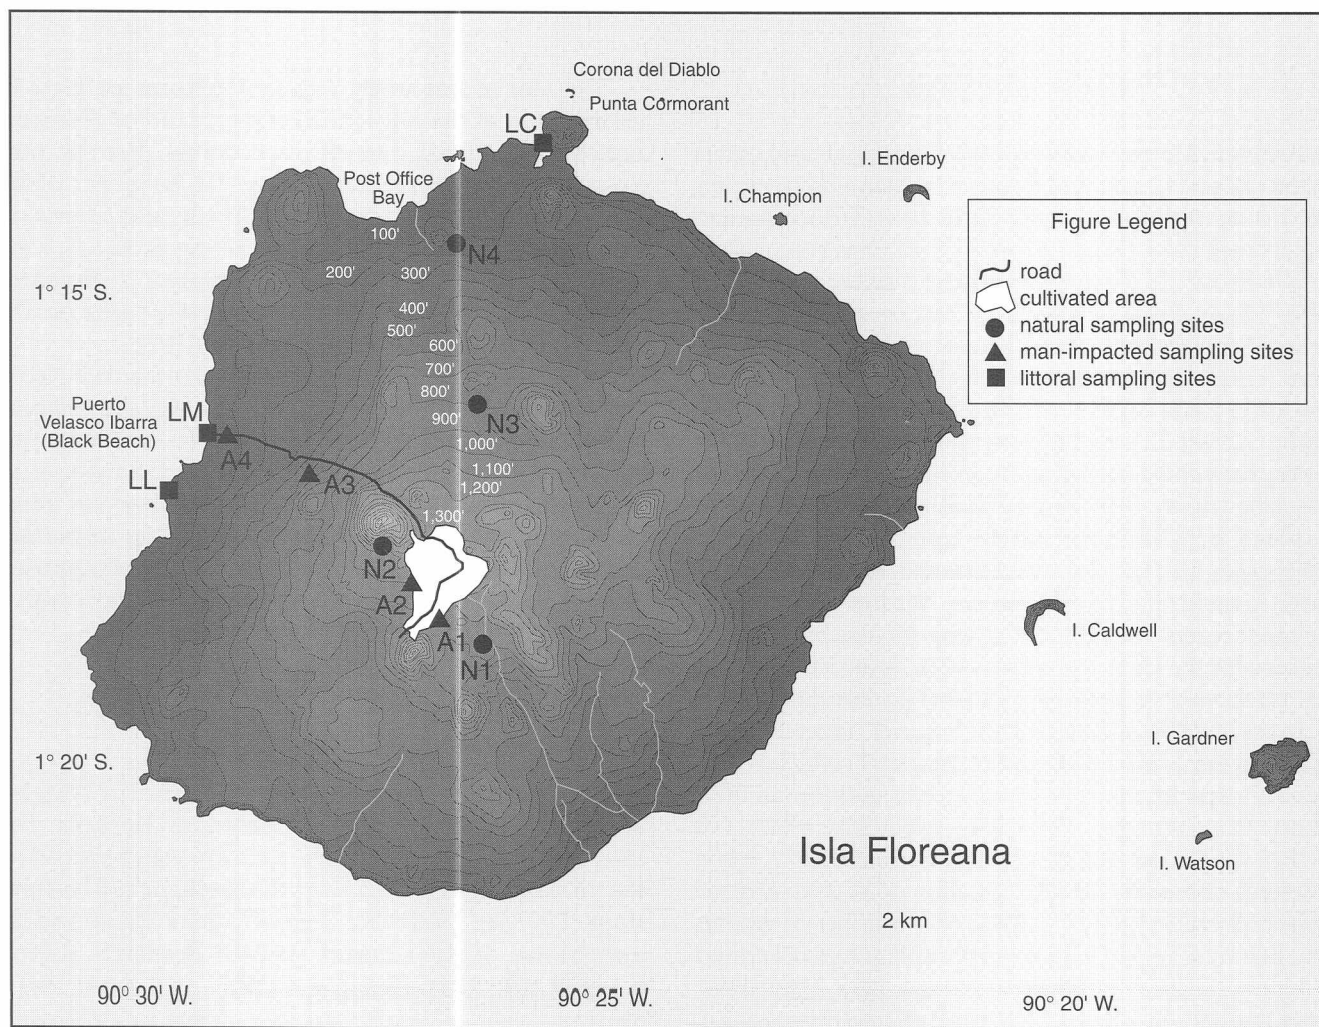 Corona del Diablo
Punta Cormorant
LC
I. Enderby
Post Office
Bay
I. Champion
Figure Legend
road
cultivated area
natural sampling sites
man-impacted sampling sites
littoral sampling sites
100'
N4
200'
300'
1° 15' S.
400'
500'
600'
700'
800'
900'
N3
1,000'
1,100'
1,200'
1,300'
Puerto
Velasco Ibarra
(Black Beach)
LM
A4
A3
LL
N2
A2
A1
N1
I. Caldwell
I. Gardner
1° 20' S.
Isla Floreana
I. Watson
2 km
90° 30' W.
90° 25' W.
90° 20' W.